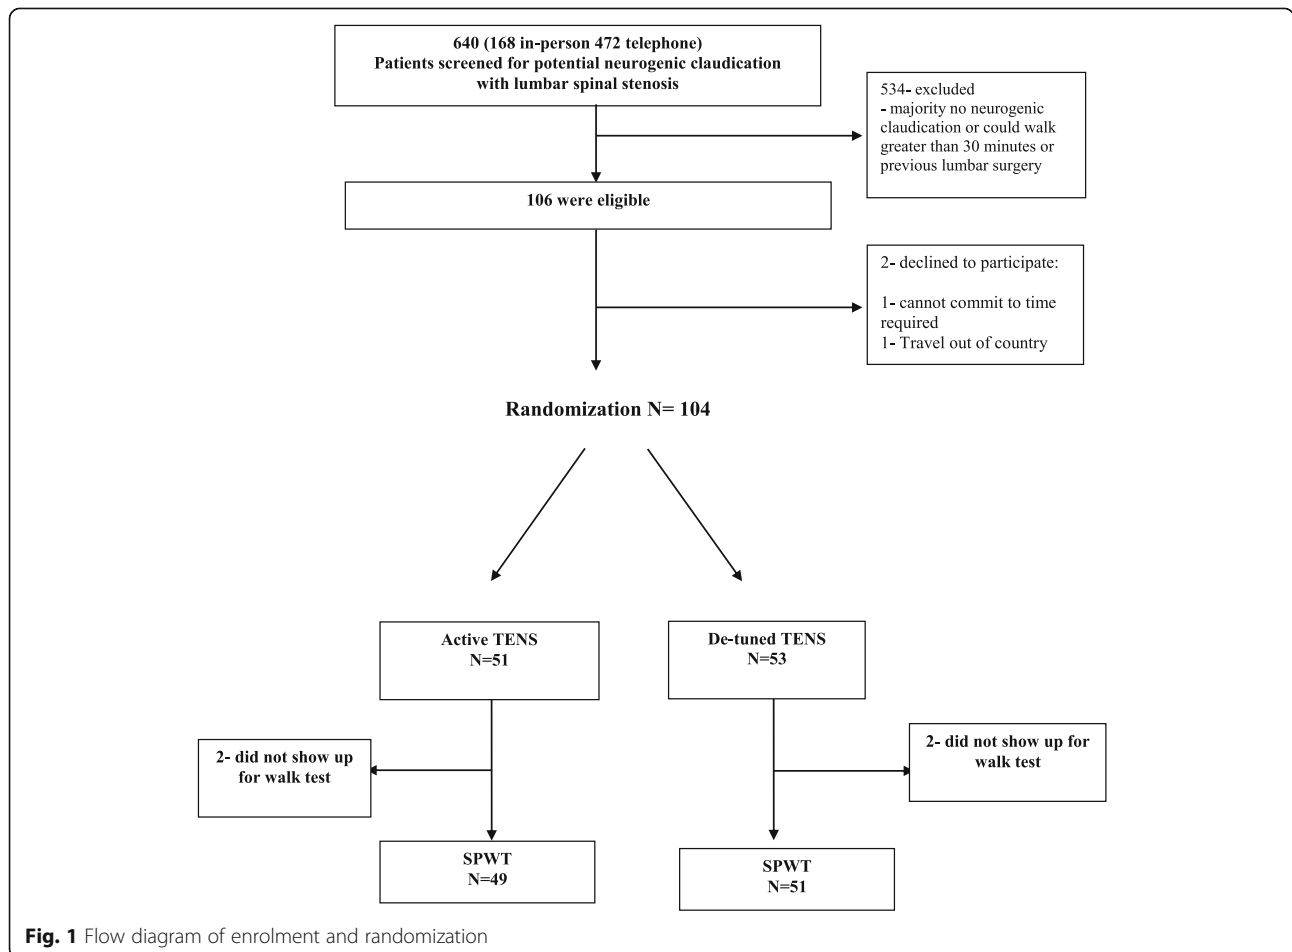 640 (168 in-person 472 telephone)
Patients screened for potential neurogenic claudication
with lumbar spinal stenosis
534- excluded
- majority no neurogenic
claudication or could walk
greater than 30 minutes or
previous lumbar surgery
106 were eligible
2- declined to participate:
1- cannot commit to time
required
1- Travel out of country
Randomization N= 104
Active TENS
N=51
De-tuned TENS
N=53
2- did not show up
for walk test
2- did not show up for
walk test
SPWT
N=49
SPWT
N=51
Fig. 1 Flow diagram of enrolment and randomization